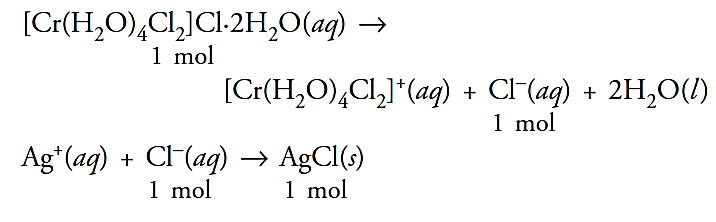 [Cr(H₂O)₄Cl₂]Cl·2H₂O(aq) →
1 mol
[Cr(H₂O)₄Cl₂]⁺(aq) + Cl⁻(aq) + 2H₂O(l)
1 mol
Ag⁺(aq) + Cl⁻(aq) → AgCl(s)
1 mol 1 mol